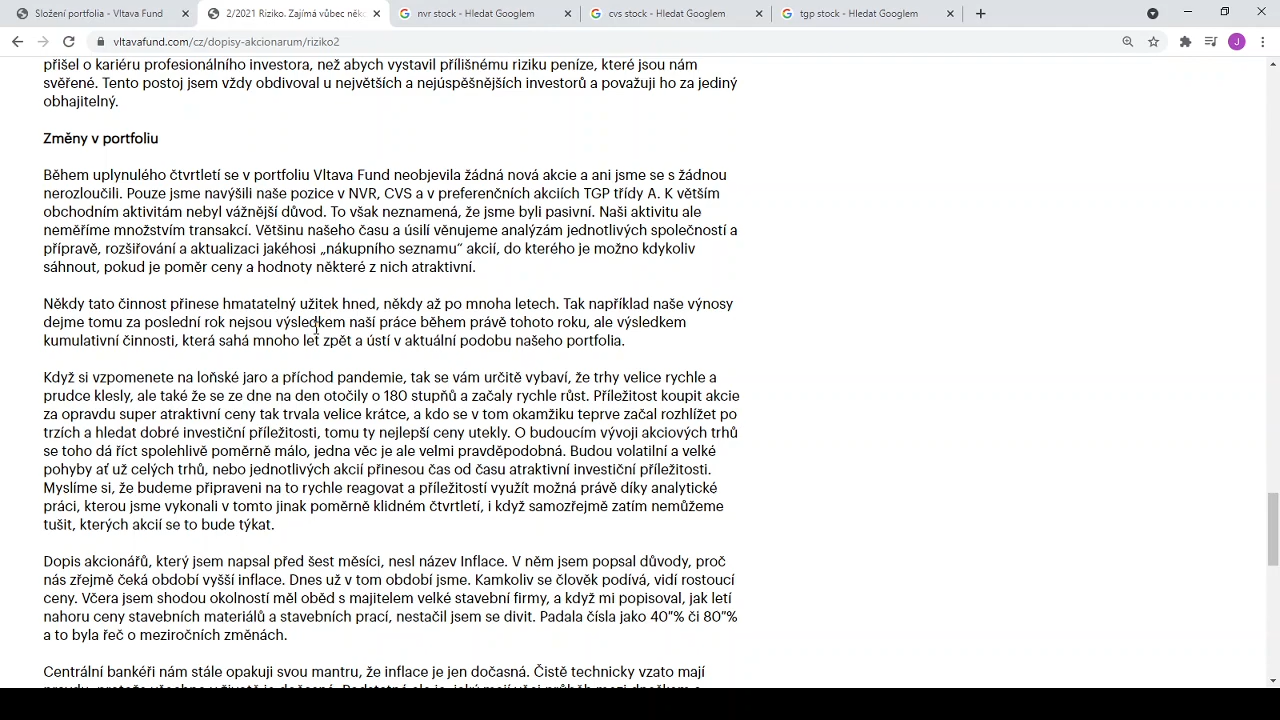 Složení portfolia - Vltava Fund
2/2021 Riziko. Zajímá vůbec něko
nvr stock - Hledat Googlem
cvs stock - Hledat Googlem
tgp stock - Hledat Googlem
vltavafund.com/cz/dopisy-akcionarum/riziko2
J
přišel o kariéru profesionálního investora, než abych vystavil přílišnému riziku peníze, které jsou nám
svěřené. Tento postoj jsem vždy obdivoval u největších a nejúspěšnějších investorů a považuji ho za jediný
obhajitelný.
Změny v portfoliu
Během uplynulého čtvrtletí se v portfoliu Vltava Fund neobjevila žádná nová akcie a ani jsme se s žádnou
nerozloučili. Pouze jsme navýšili naše pozice v NVR, CVS a v preferenčních akciích TGP třídy A. K větším
obchodním aktivitám nebyl vážnější důvod. To však neznamená, že jsme byli pasivní. Naši aktivitu ale
neměříme množstvím transakcí. Většinu našeho času a úsilí věnujeme analýzám jednotlivých společností a
přípravě, rozšiřování a aktualizaci jakéhosi „nákupního seznamu“ akcií, do kterého je možno kdykoliv
sáhnout, pokud je poměr ceny a hodnoty některé z nich atraktivní.
Někdy tato činnost přinese hmatatelný užitek hned, někdy až po mnoha letech. Tak například naše výnosy
dejme tomu za poslední rok nejsou výsledkem naší práce během právě tohoto roku, ale výsledkem
kumulativní činnosti, která sahá mnoho let zpět a ústí v aktuální podobu našeho portfolia.
Když si vzpomenete na loňské jaro a příchod pandemie, tak se vám určitě vybaví, že trhy velice rychle a
prudce klesly, ale také že se ze dne na den otočily o 180 stupňů a začaly rychle růst. Příležitost koupit akcie
za opravdu super atraktivní ceny tak trvala velice krátce, a kdo se v tom okamžiku teprve začal rozhlížet po
trzích a hledat dobré investiční příležitosti, tomu ty nejlepší ceny utekly. O budoucím vývoji akciových trhů
se toho dá říct spolehlivě poměrně málo, jedna věc je ale velmi pravděpodobná. Budou volatilní a velké
pohyby ať už celých trhů, nebo jednotlivých akcií přinesou čas od času atraktivní investiční příležitosti.
Myslíme si, že budeme připraveni na to rychle reagovat a příležitostí využít možná právě díky analytické
práci, kterou jsme vykonali v tomto jinak poměrně klidném čtvrtletí, i když samozřejmě zatím nemůžeme
tušit, kterých akcií se to bude týkat.
Dopis akcionářů, který jsem napsal před šest měsíci, nesl název Inflace. V něm jsem popsal důvody, proč
nás zřejmě čeká období vyšší inflace. Dnes už v tom období jsme. Kamkoliv se člověk podívá, vidí rostoucí
ceny. Včera jsem shodou okolností měl oběd s majitelem velké stavební firmy, a když mi popisoval, jak letí
nahoru ceny stavebních materiálů a stavebních prací, nestačil jsem se divit. Padala čísla jako 40"% či 80"%
a to byla řeč o meziročních změnách.
Centrální bankéři nám stále opakuji svou mantru, že inflace je jen dočasná. Čistě technicky vzato mají